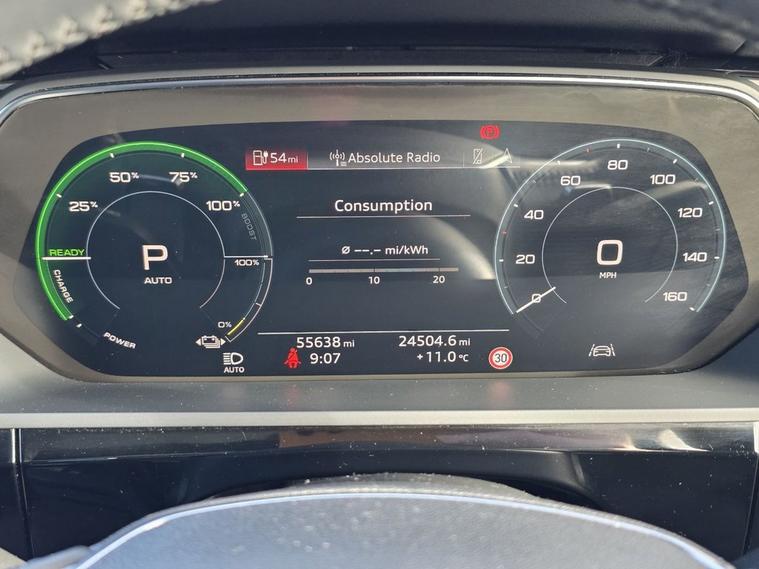 54 mi
Absolute Radio
(P)
Consumption
ø --.- mi/kWh
0 10 20
55638 mi
24504.6 mi
9:07
+11.0 °C
30
25%
50%
75%
100%
BOOST
READY
CHARGE
POWER
P
AUTO
100%
0%
AUTO
0
20
40
60
80
100
120
140
160
0
MPH